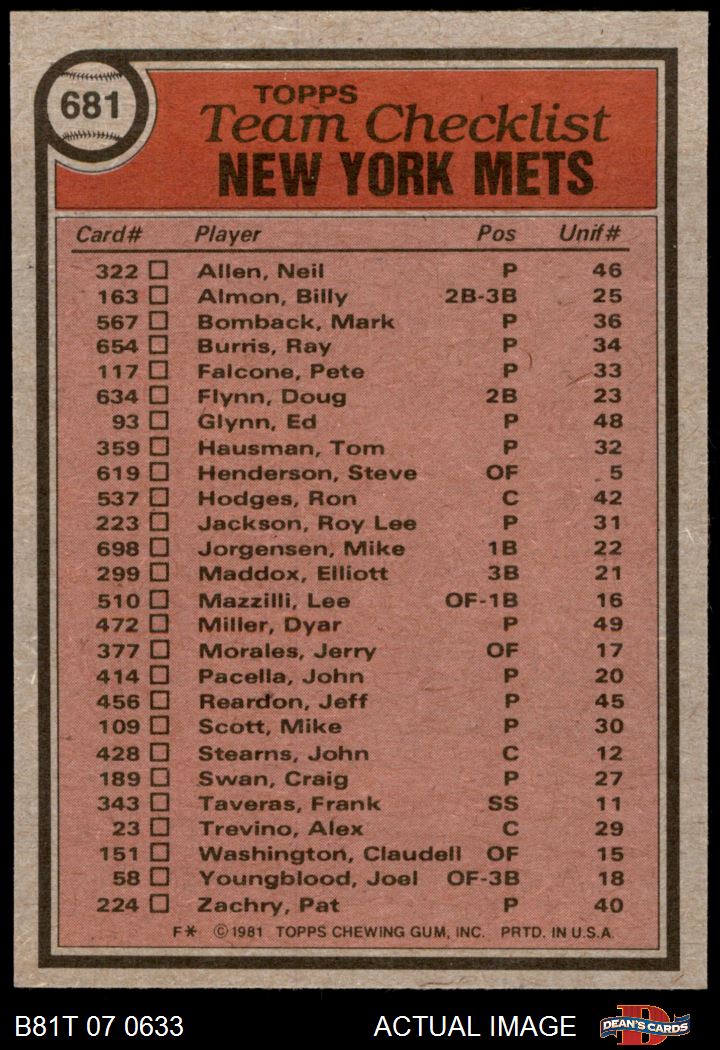 681
TOPPS
Team Checklist
NEW YORK METS
Card# Player Pos Unif#
322 Allen, Neil P 46
163 Almon, Billy 2B-3B 25
567 Bomback, Mark P 36
654 Burris, Ray P 34
117 Falcone, Pete P 33
634 Flynn, Doug 2B 23
93 Glynn, Ed P 48
359 Hausman, Tom P 32
619 Henderson, Steve OF 5
537 Hodges, Ron C 42
223 Jackson, Roy Lee P 31
698 Jorgensen, Mike 1B 22
299 Maddox, Elliott 3B 21
510 Mazzilli, Lee OF-1B 16
472 Miller, Dyar P 49
377 Morales, Jerry OF 17
414 Pacella, John P 20
456 Reardon, Jeff P 45
109 Scott, Mike P 30
428 Stearns, John C 12
189 Swan, Craig P 27
343 Taveras, Frank SS 11
23 Trevino, Alex C 29
151 Washington, Claudell OF 15
58 Youngblood, Joel OF-3B 18
224 Zachry, Pat P 40
F* ©1981 TOPPS CHEWING GUM, INC. PRTD. IN U.S.A.
B81T 07 0633 ACTUAL IMAGE DEAN'S CARDS